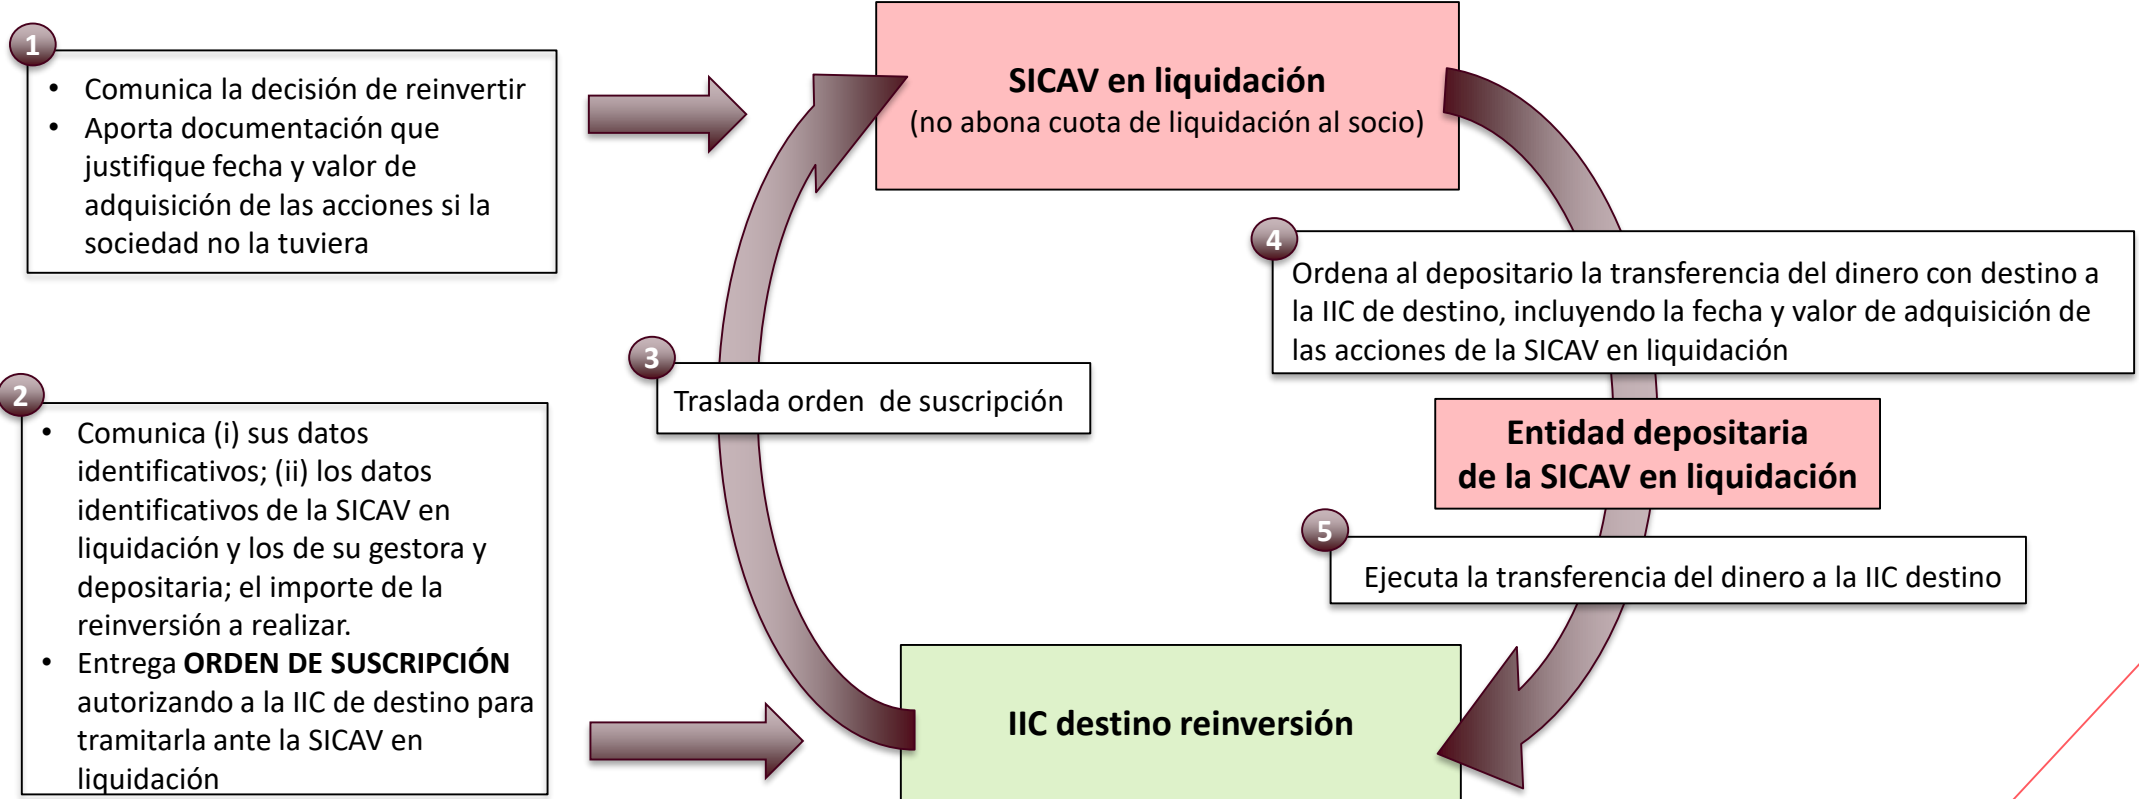 1
• Comunica la decisión de reinvertir
• Aporta documentación que
justifique fecha y valor de
adquisición de las acciones si la
sociedad no la tuviera
SICAV en liquidación
(no abona cuota de liquidación al socio)
2
• Comunica (i) sus datos
identificativos; (ii) los datos
identificativos de la SICAV en
liquidación y los de su gestora y
depositaria; el importe de la
reinversión a realizar.
• Entrega ORDEN DE SUSCRIPCIÓN
autorizando a la IIC de destino para
tramitarla ante la SICAV en
liquidación
3
Traslada orden de suscripción
4
Ordena al depositario la transferencia del dinero con destino a
la IIC de destino, incluyendo la fecha y valor de adquisición de
las acciones de la SICAV en liquidación
Entidad depositaria
de la SICAV en liquidación
5
Ejecuta la transferencia del dinero a la IIC destino
IIC destino reinversión